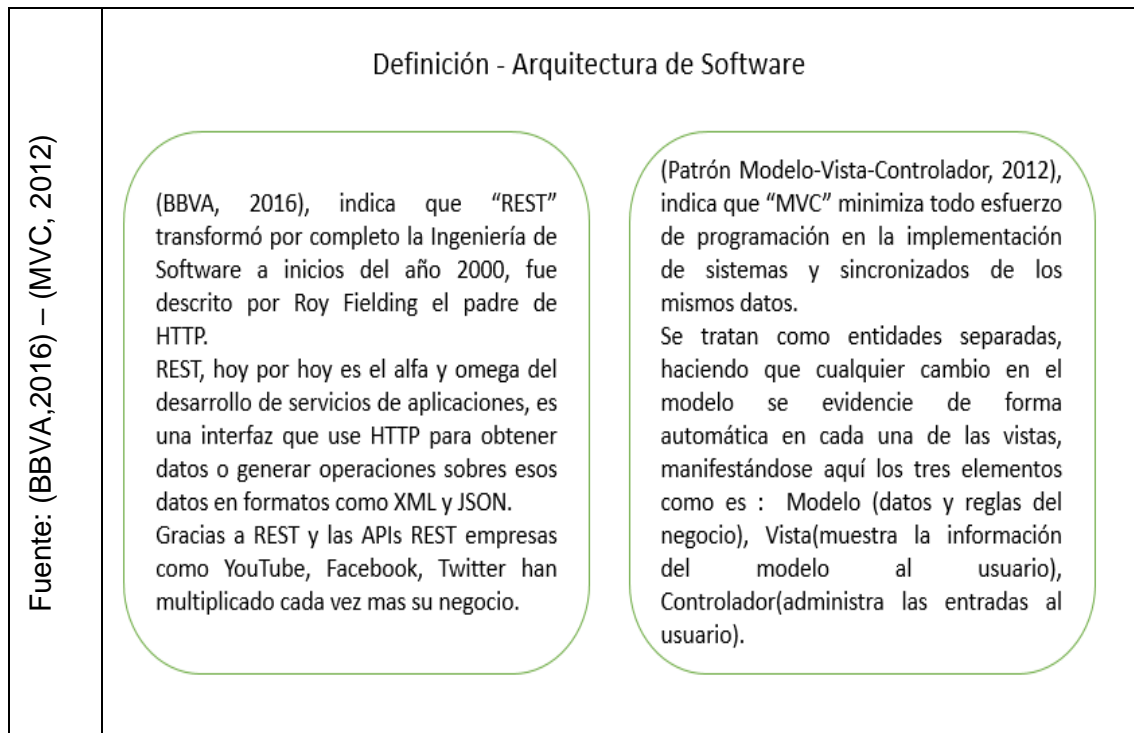 Fuente: (BBVA,2016) – (MVC, 2012)
Definición - Arquitectura de Software
(BBVA, 2016), indica que “REST”
transformó por completo la Ingeniería de
Software a inicios del año 2000, fue
descrito por Roy Fielding el padre de
HTTP.
REST, hoy por hoy es el alfa y omega del
desarrollo de servicios de aplicaciones, es
una interfaz que use HTTP para obtener
datos o generar operaciones sobres esos
datos en formatos como XML y JSON.
Gracias a REST y las APIs REST empresas
como YouTube, Facebook, Twitter han
multiplicado cada vez mas su negocio.
(Patrón Modelo-Vista-Controlador, 2012),
indica que “MVC” minimiza todo esfuerzo
de programación en la implementación
de sistemas y sincronizados de los
mismos datos.
Se tratan como entidades separadas,
haciendo que cualquier cambio en el
modelo se evidencie de forma
automática en cada una de las vistas,
manifestándose aquí los tres elementos
como es : Modelo (datos y reglas del
negocio), Vista(muestra la información
del modelo al usuario),
Controlador(administra las entradas al
usuario).